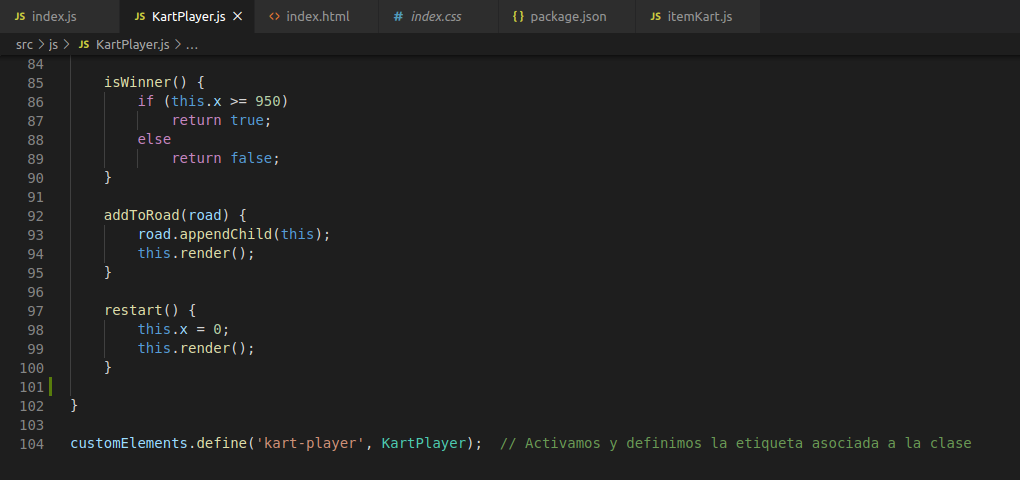 JS index.js JS KartPlayer.js × <> index.html # index.css {} package.json JS itemKart.js
src > js > JS KartPlayer.js > ...
84
85 isWinner() {
86 if (this.x >= 950)
87 return true;
88 else
89 return false;
90 }
91
92 addToRoad(road) {
93 road.appendChild(this);
94 this.render();
95 }
96
97 restart() {
98 this.x = 0;
99 this.render();
100 }
101
102 }
103
104 customElements.define('kart-player', KartPlayer); // Activamos y definimos la etiqueta asociada a la clase